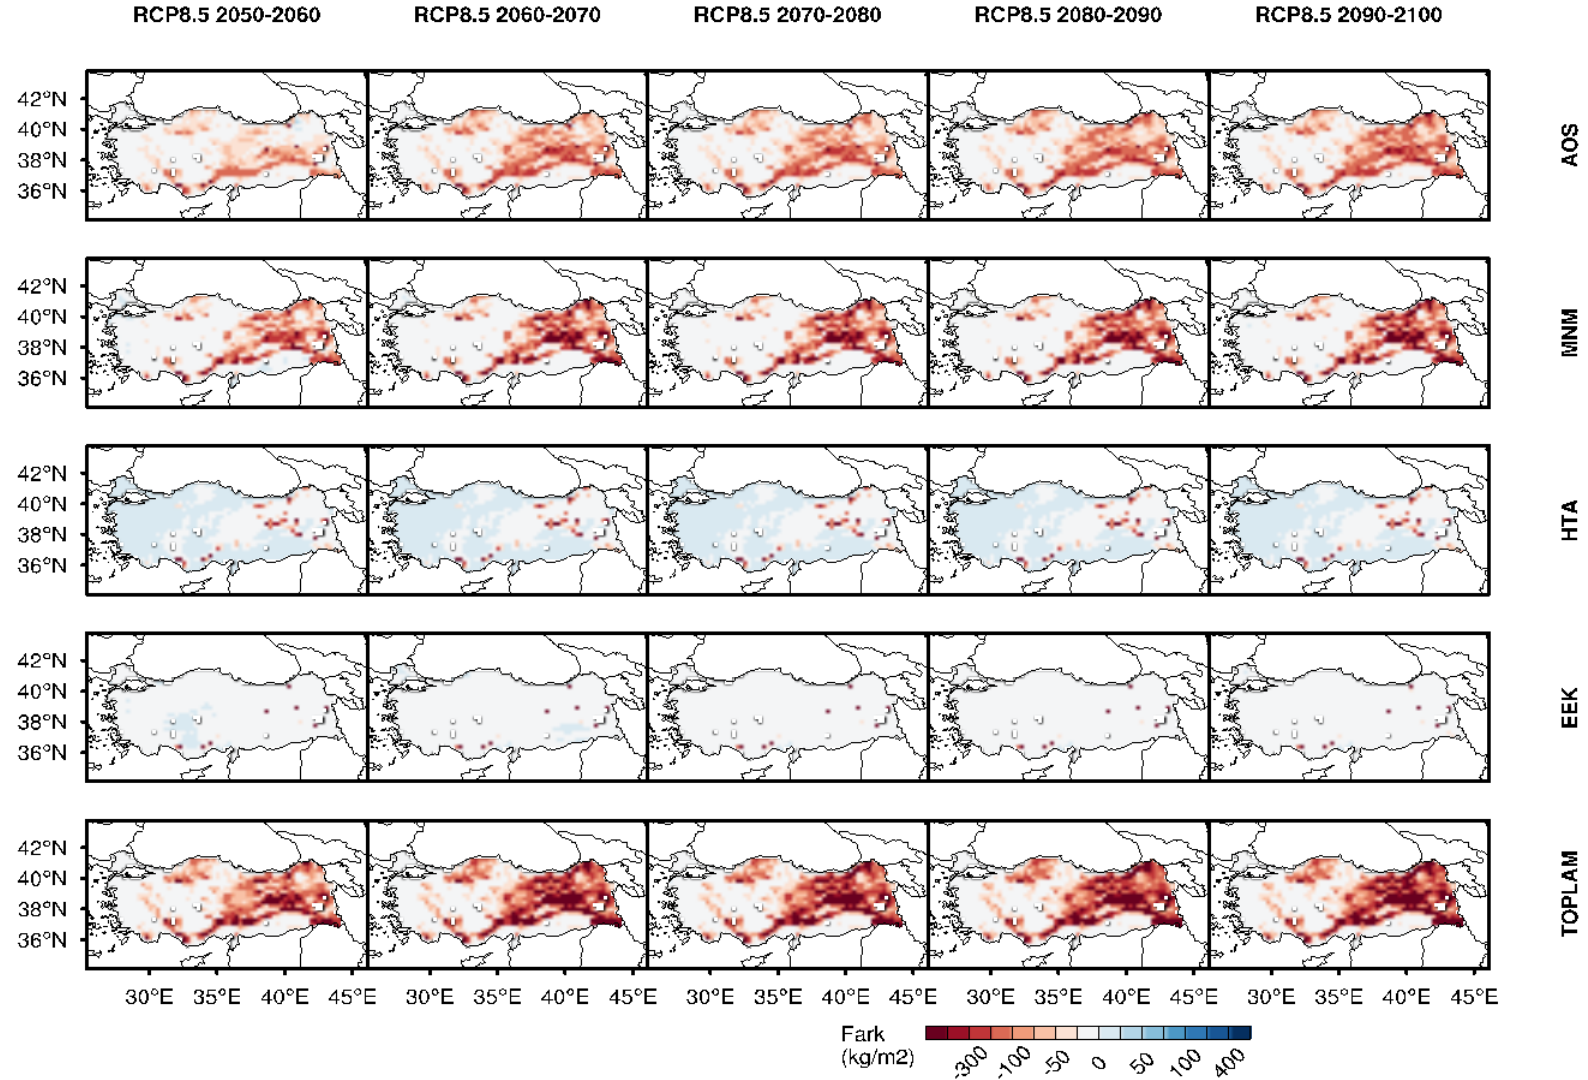 RCP8.5 2050-2060 RCP8.5 2060-2070 RCP8.5 2070-2080 RCP8.5 2080-2090 RCP8.5 2090-2100
42°N
40°N
38°N
36°N
AOS
42°N
40°N
38°N
36°N
MNM
42°N
40°N
38°N
36°N
HTA
42°N
40°N
38°N
36°N
EEK
42°N
40°N
38°N
36°N
TOPLAM
30°E 35°E 40°E 45°E 30°E 35°E 40°E 45°E 30°E 35°E 40°E 45°E 30°E 35°E 40°E 45°E 30°E 35°E 40°E 45°E
Fark
(kg/m2)
-300 -100 -50 0 50 100 400